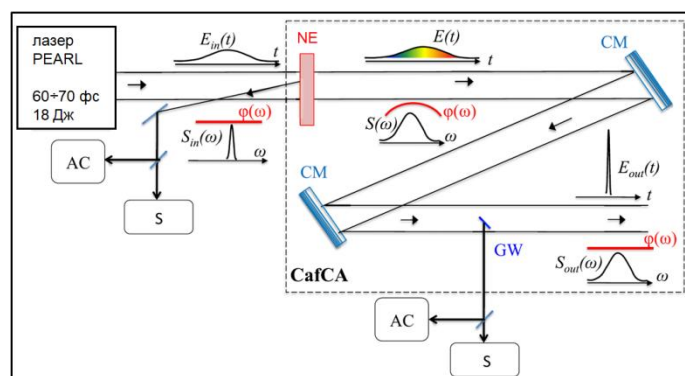 лазер
PEARL
60÷70 фс
18 Дж
E_in(t)
t
NE
E(t)
t
CM
φ(ω)
S_in(ω)
ω
AC
S
S(ω)
φ(ω)
CM
E_out(t)
t
GW
φ(ω)
S_out(ω)
ω
CafCA
AC
S